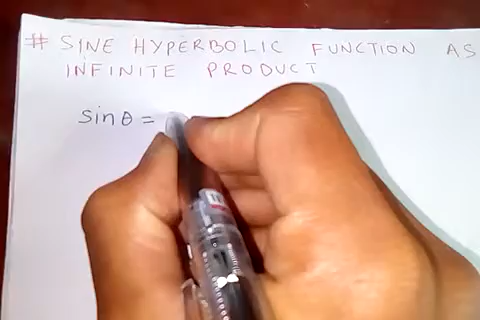 # SINE HYPERBOLIC FUNCTION AS
INFINITE PRODUCT
sinθ =